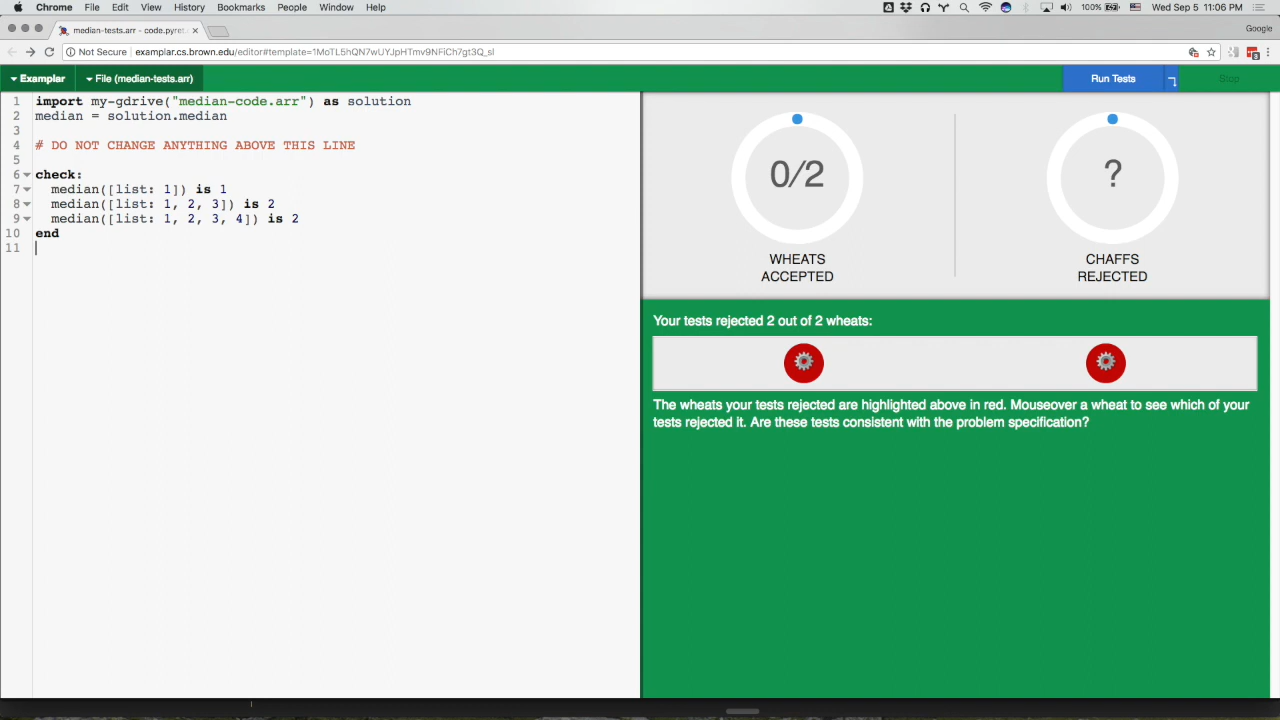 Chrome File Edit View History Bookmarks People Window Help 100% Wed Sep 5 11:06 PM
median-tests.arr - code.pyret. Google
Not Secure examplar.cs.brown.edu/editor#template=1MoTL5hQN7wUYJpHTmv9NFiCh7gt3Q_sl
Examplar File (median-tests.arr) Run Tests Stop
1 import my-gdrive("median-code.arr") as solution
2 median = solution.median
3
4 # DO NOT CHANGE ANYTHING ABOVE THIS LINE
5
6 check:
7 median([list: 1]) is 1
8 median([list: 1, 2, 3]) is 2
9 median([list: 1, 2, 3, 4]) is 2
10 end
11
0/2
WHEATS
ACCEPTED
?
CHAFFS
REJECTED
Your tests rejected 2 out of 2 wheats:
The wheats your tests rejected are highlighted above in red. Mouseover a wheat to see which of your
tests rejected it. Are these tests consistent with the problem specification?